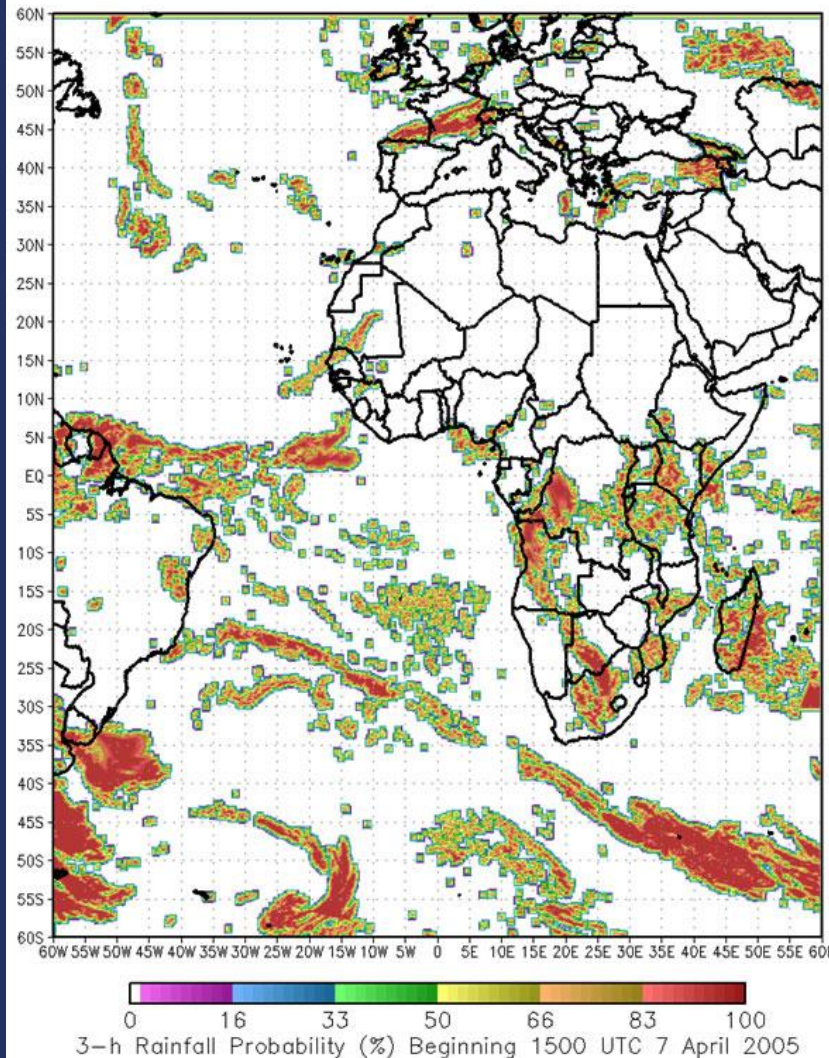 60N
55N
50N
45N
40N
35N
30N
25N
20N
15N
10N
5N
EQ
5S
10S
15S
20S
25S
30S
35S
40S
45S
50S
55S
60S
60W 55W 50W 45W 40W 35W 30W 25W 20W 15W 10W 5W 0 5E 10E 15E 20E 25E 30E 35E 40E 45E 50E 55E 60E
0 16 33 50 66 83 100
3-h Rainfall Probability (%) Beginning 1500 UTC 7 April 2005